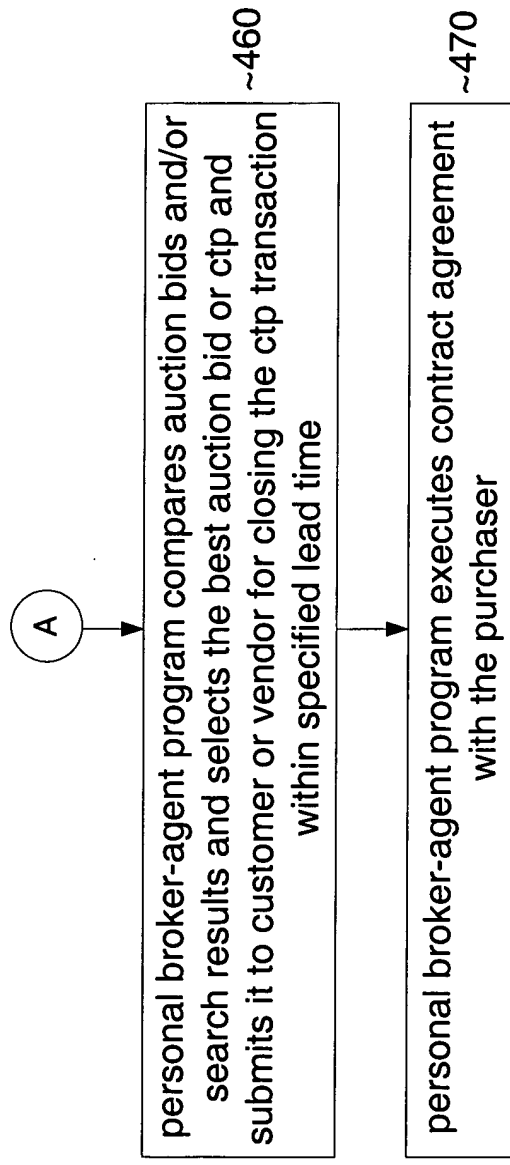 A
personal broker-agent program compares auction bids and/or
search results and selects the best auction bid or ctp and
submits it to customer or vendor for closing the ctp transaction
within specified lead time
~460
personal broker-agent program executes contract agreement
with the purchaser
~470